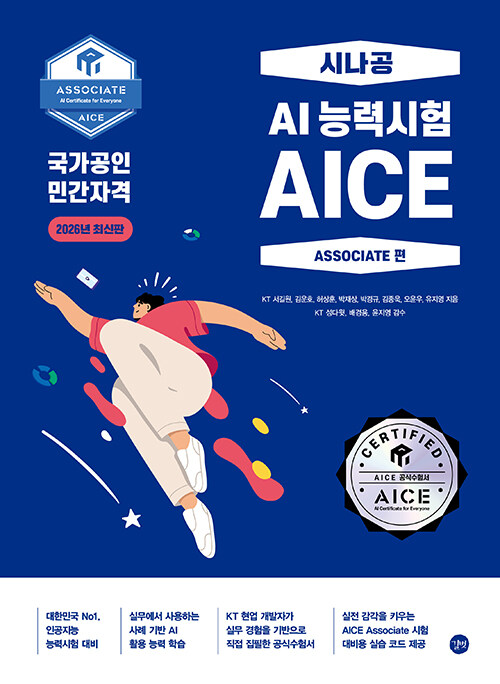 ASSOCIATE
AI Certificate for Everyone
AICE
국가공인
민간자격
2026년 최신판
시나공
AI 능력시험
AICE
ASSOCIATE 편
KT 서길원, 김운호, 허상훈, 박재상, 박정규, 김종욱, 오윤우, 유지영 지음
KT 심다윗, 배경용, 윤지영 감수
CERTIFIED
AICE 공식수험서
AICE
AI Certificate for Everyone
대한민국 No1.
인공지능
능력시험 대비
실무에서 사용하는
사례 기반 AI
활용 능력 학습
KT 현업 개발자가
실무 경험을 기반으로
직접 집필한 공식수험서
실전 감각을 키우는
AICE Associate 시험
대비용 실습 코드 제공
길벗